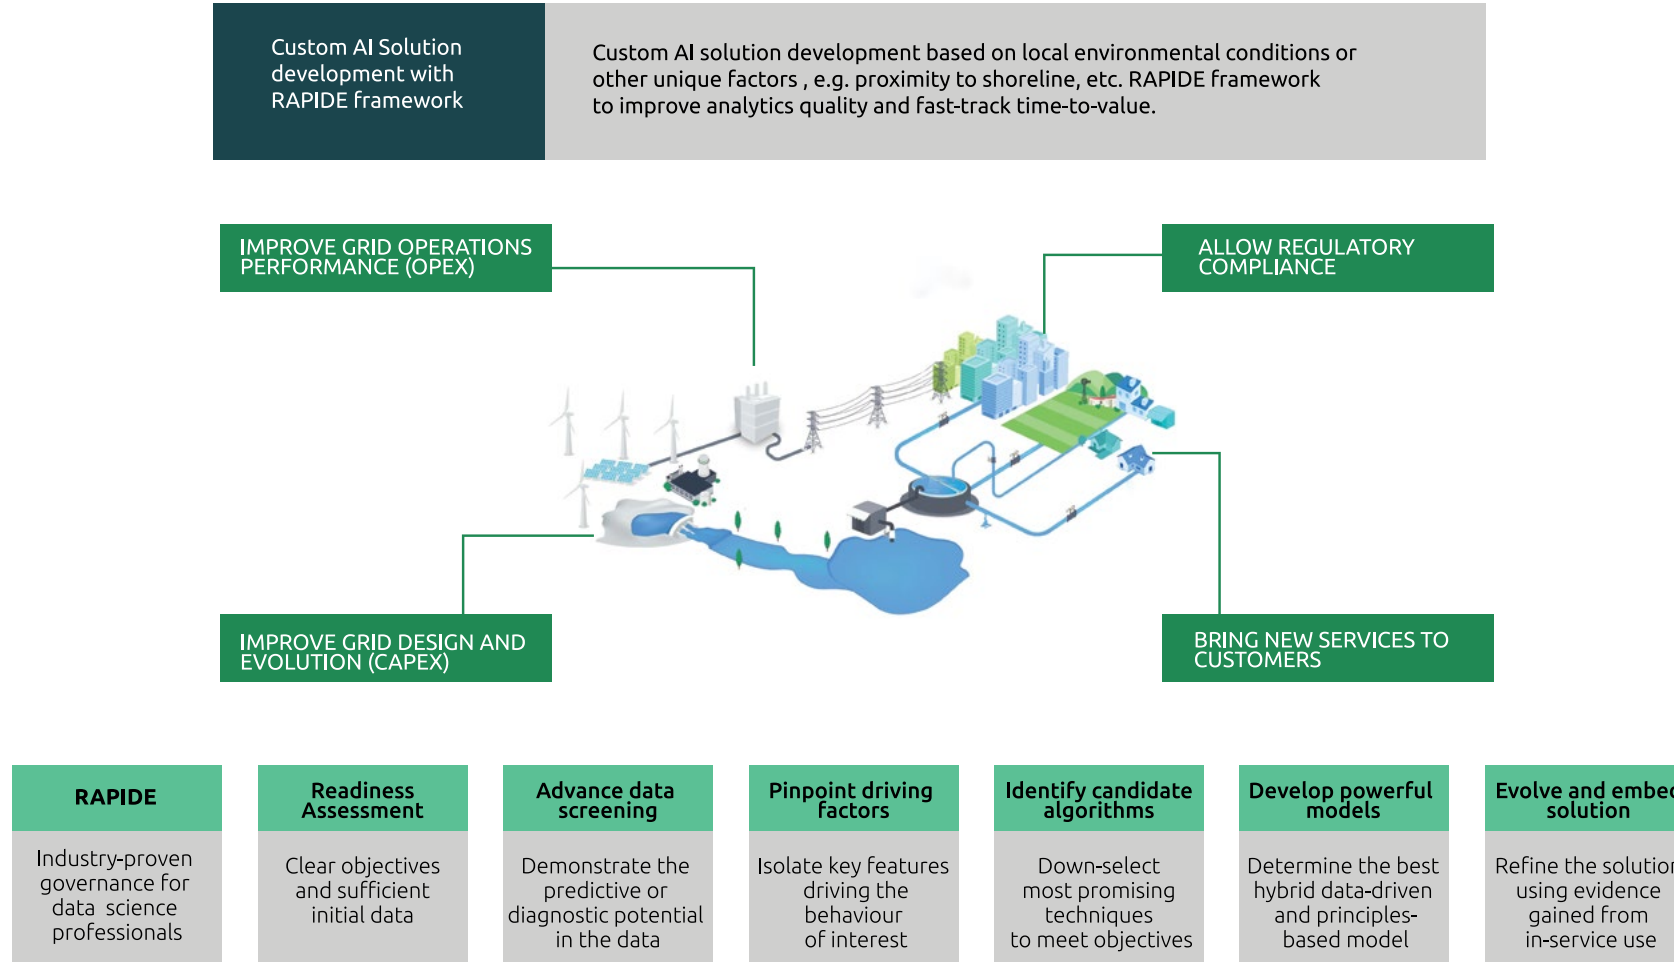 Custom AI Solution
development with
RAPIDE framework
Custom AI solution development based on local environmental conditions or
other unique factors , e.g. proximity to shoreline, etc. RAPIDE framework
to improve analytics quality and fast-track time-to-value.
IMPROVE GRID OPERATIONS
PERFORMANCE (OPEX)
ALLOW REGULATORY
COMPLIANCE
IMPROVE GRID DESIGN AND
EVOLUTION (CAPEX)
BRING NEW SERVICES TO
CUSTOMERS
RAPIDE
Industry-proven
governance for
data science
professionals
Readiness
Assessment
Clear objectives
and sufficient
initial data
Advance data
screening
Demonstrate the
predictive or
diagnostic potential
in the data
Pinpoint driving
factors
Isolate key features
driving the
behaviour
of interest
Identify candidate
algorithms
Down-select
most promising
techniques
to meet objectives
Develop powerful
models
Determine the best
hybrid data-driven
and principles-
based model
Evolve and embed
solution
Refine the solution
using evidence
gained from
in-service use